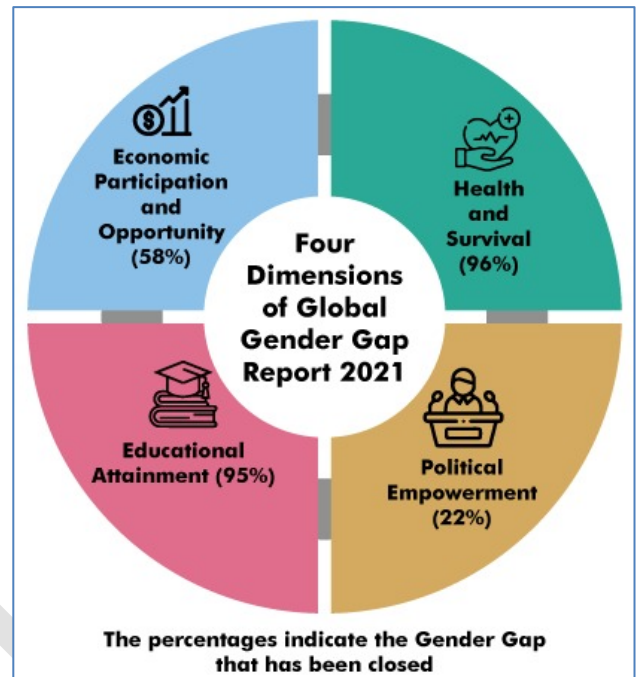 Economic
Participation
and
Opportunity
(58%)
Health
and
Survival
(96%)
Four
Dimensions
of Global
Gender Gap
Report 2021
Educational
Attainment (95%)
Political
Empowerment
(22%)
The percentages indicate the Gender Gap
that has been closed